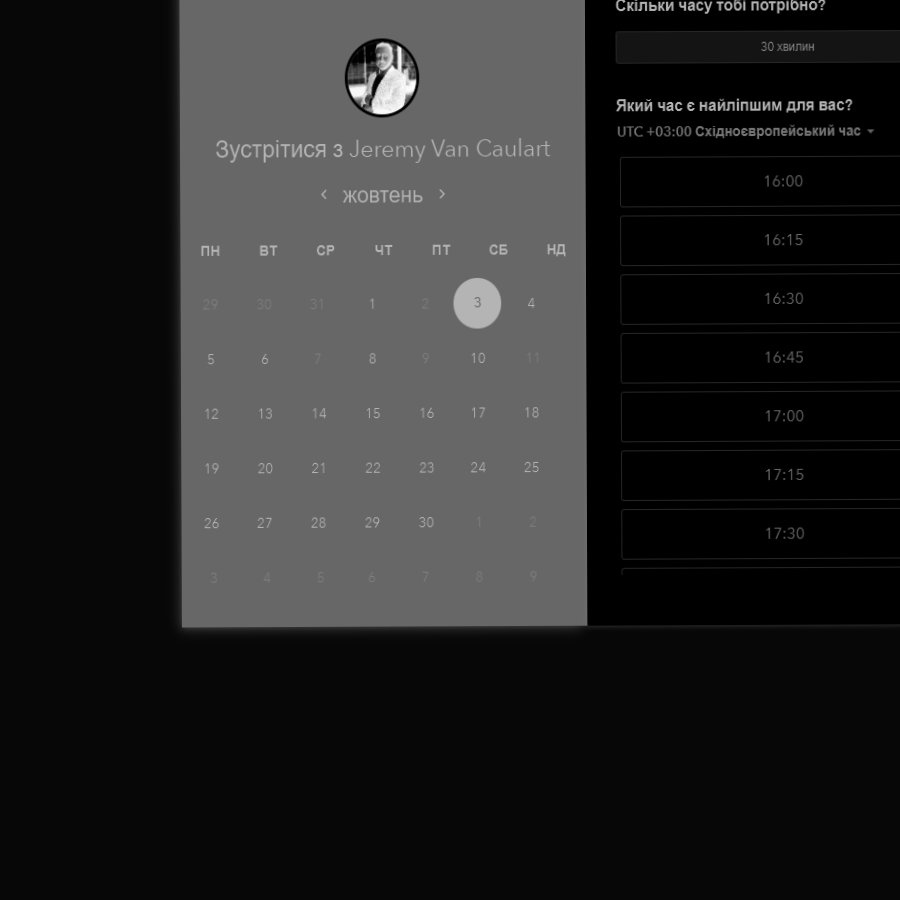 Зустрітися з Jeremy Van Caulart
‹ жовтень ›
ПН ВТ СР ЧТ ПТ СБ НД
29 30 31 1 2 3 4
5 6 7 8 9 10 11
12 13 14 15 16 17 18
19 20 21 22 23 24 25
26 27 28 29 30 1 2
3 4 5 6 7 8 9
Скільки часу тобі потрібно?
30 хвилин
Який час є найліпшим для вас?
UTC +03:00 Східноєвропейський час
16:00
16:15
16:30
16:45
17:00
17:15
17:30